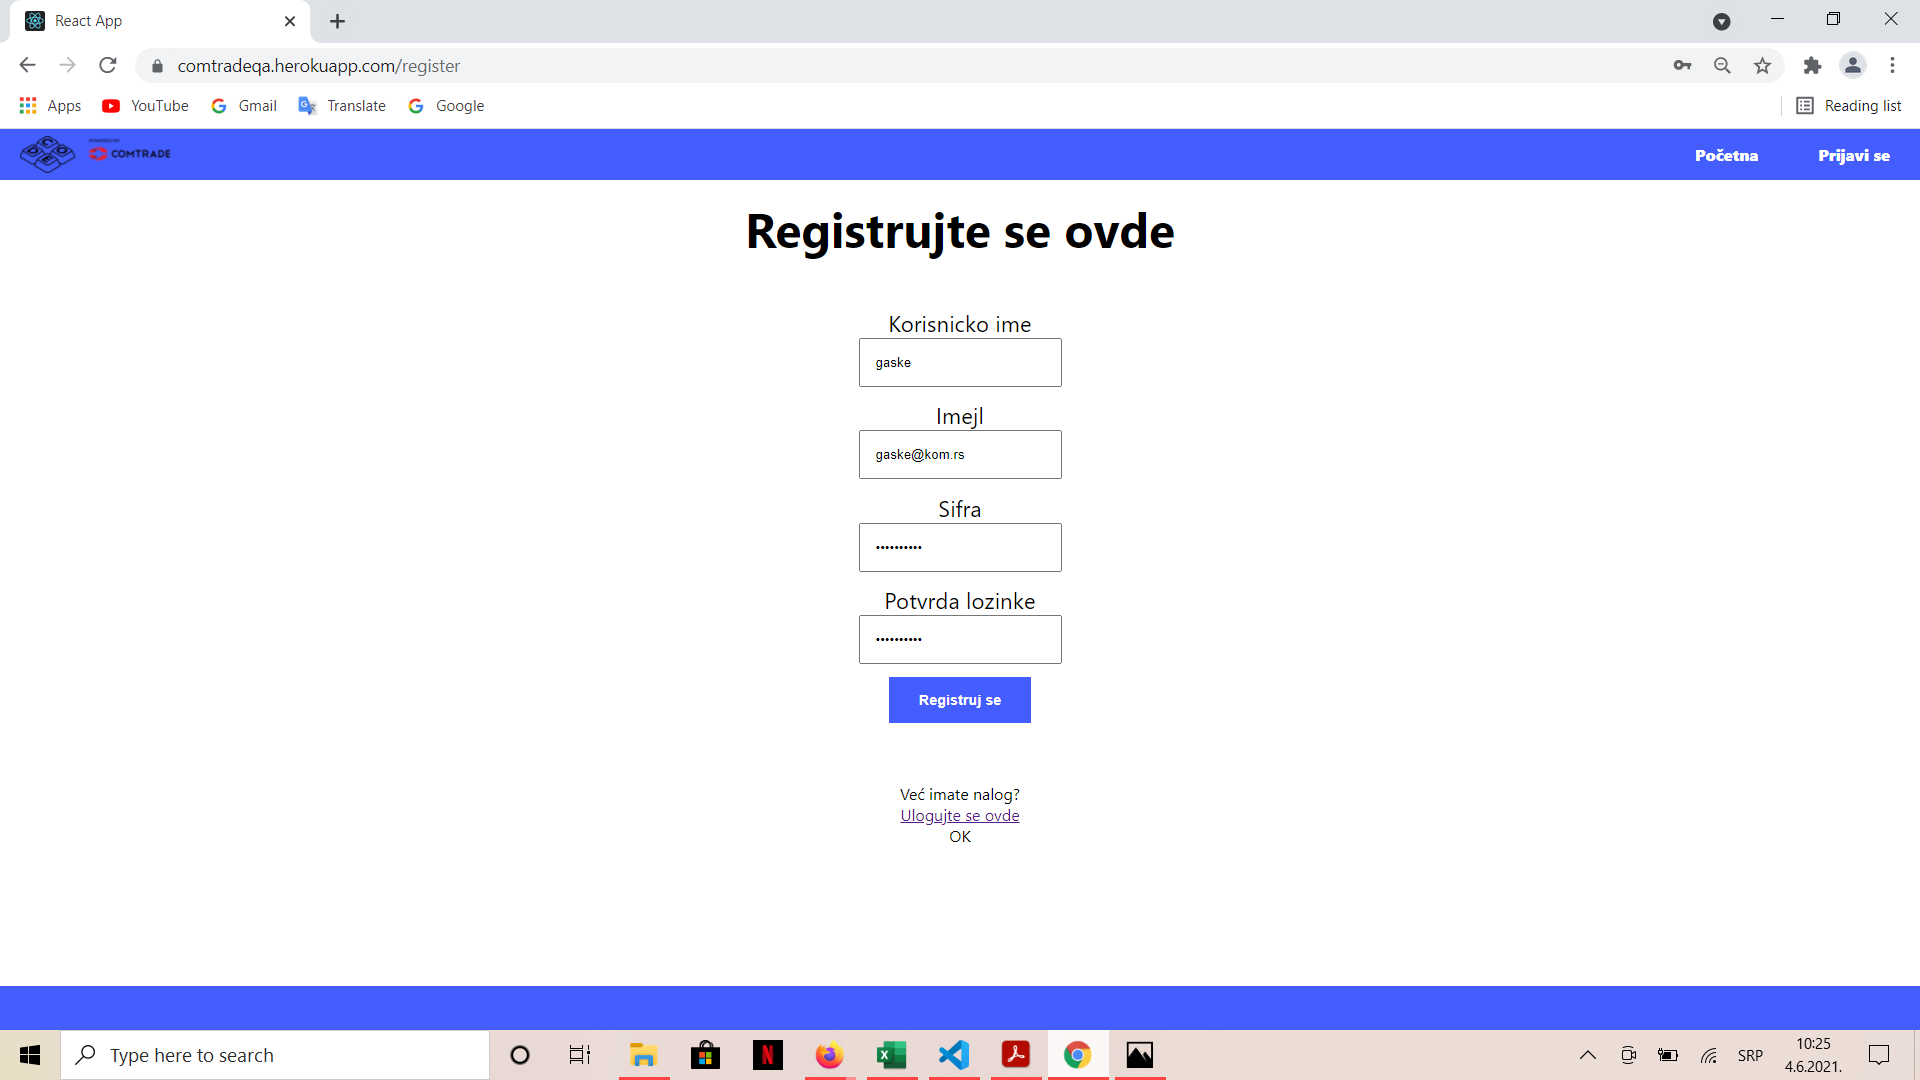 React App
comtradeqa.herokuapp.com/register
Apps
YouTube
Gmail
Translate
Google
Reading list
POWERED BY
COMTRADE
Početna
Prijavi se
Registrujte se ovde
Korisnicko ime
gaske
Imejl
gaske@kom.rs
Sifra
••••••••••
Potvrda lozinke
••••••••••
Registruj se
Već imate nalog?
Ulogujte se ovde
OK
Type here to search
SRP
10:25
4.6.2021.